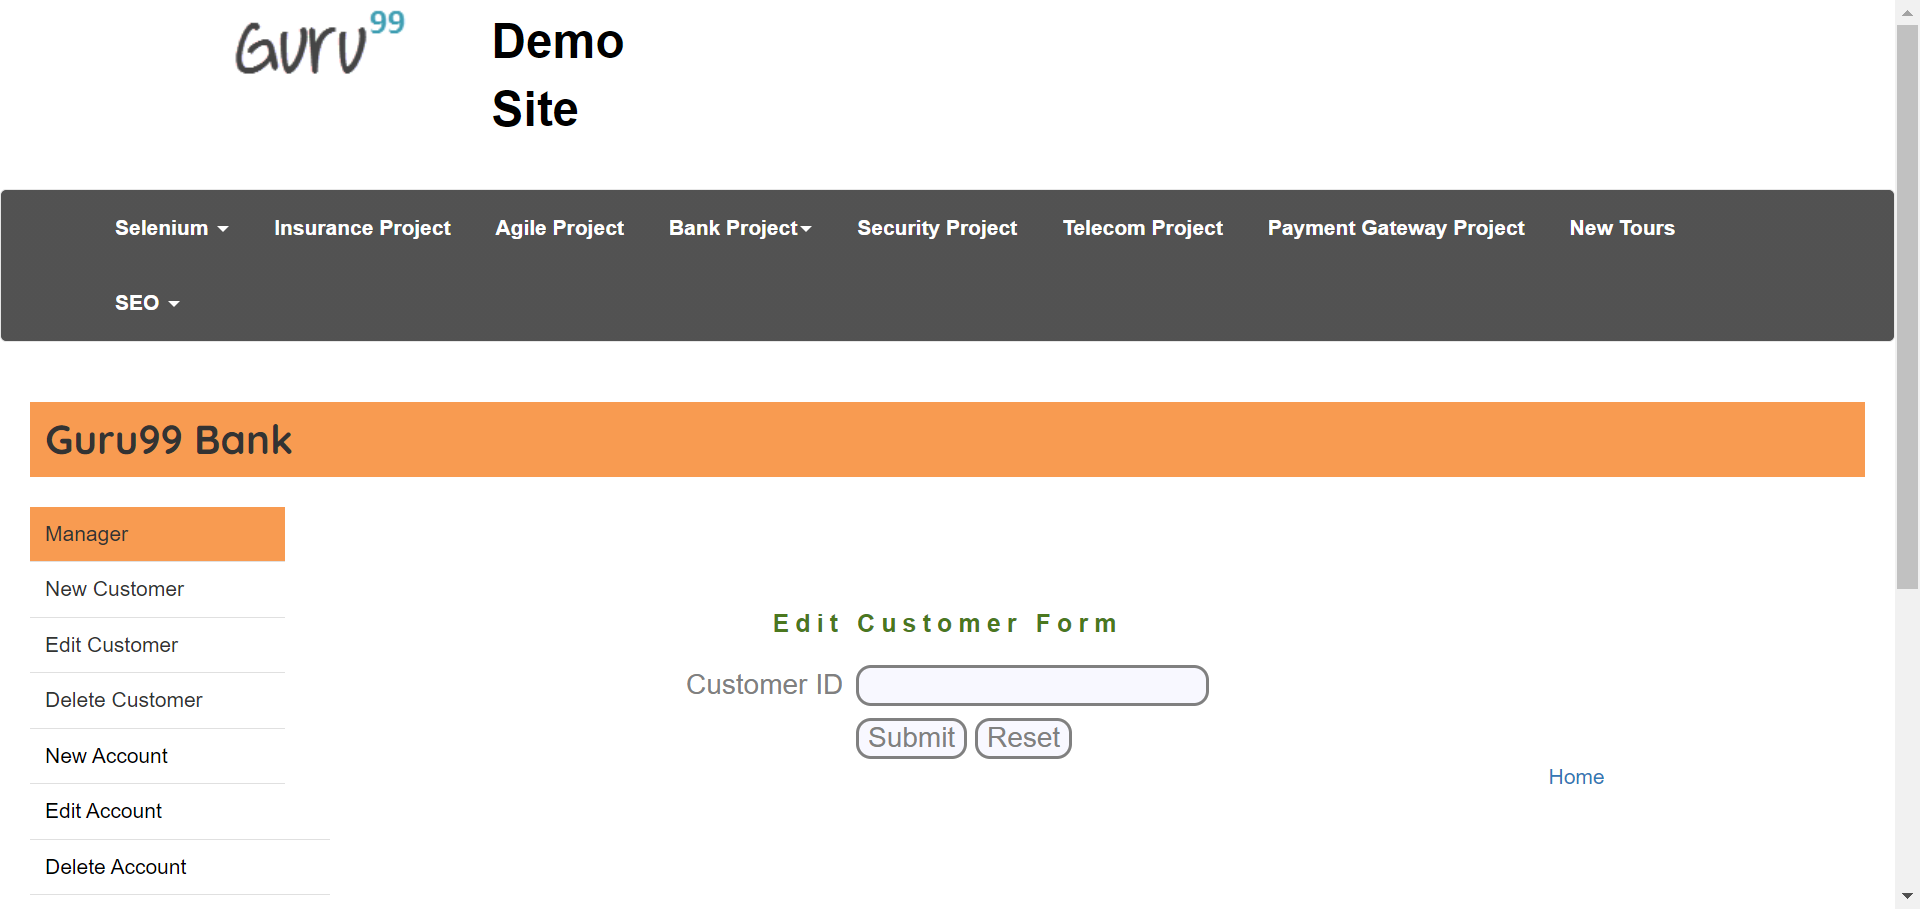 Guru99
Demo
Site
Selenium Insurance Project Agile Project Bank Project Security Project Telecom Project Payment Gateway Project New Tours
SEO
Guru99 Bank
Manager
New Customer
Edit Customer
Delete Customer
New Account
Edit Account
Delete Account
Edit Customer Form
Customer ID
Submit Reset
Home